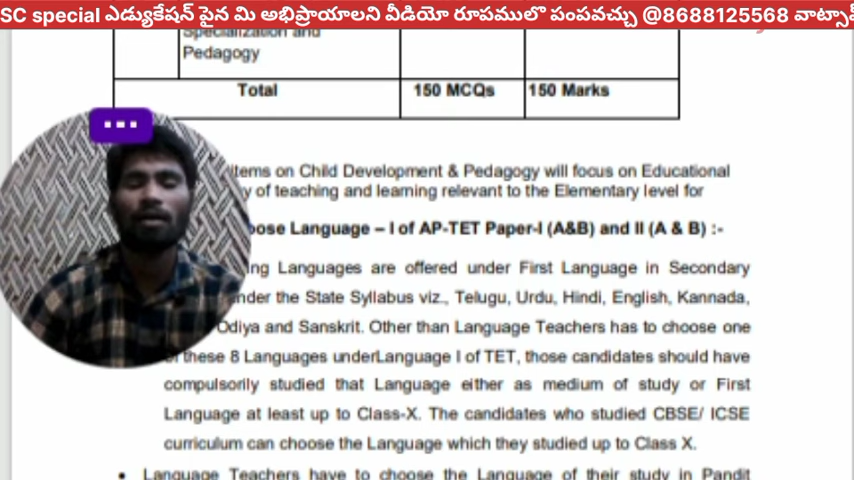 SC special ఎడ్యుకేషన్ పైన మి అభిప్రాయాలని వీడియో రూపములొ పంపవచ్చు @8688125568 వాట్సాప్
Specialization and
Pedagogy
Total 150 MCQs 150 Marks
items on Child Development & Pedagogy will focus on Educational
y of teaching and learning relevant to the Elementary level for
ose Language – I of AP-TET Paper-I (A&B) and II (A & B) :-
ng Languages are offered under First Language in Secondary
nder the State Syllabus viz., Telugu, Urdu, Hindi, English, Kannada,
Odiya and Sanskrit. Other than Language Teachers has to choose one
of these 8 Languages underLanguage I of TET, those candidates should have
compulsorily studied that Language either as medium of study or First
Language at least up to Class-X. The candidates who studied CBSE/ ICSE
curriculum can choose the Language which they studied up to Class X.
• Language Teachers have to choose the Language of their study in Pandit